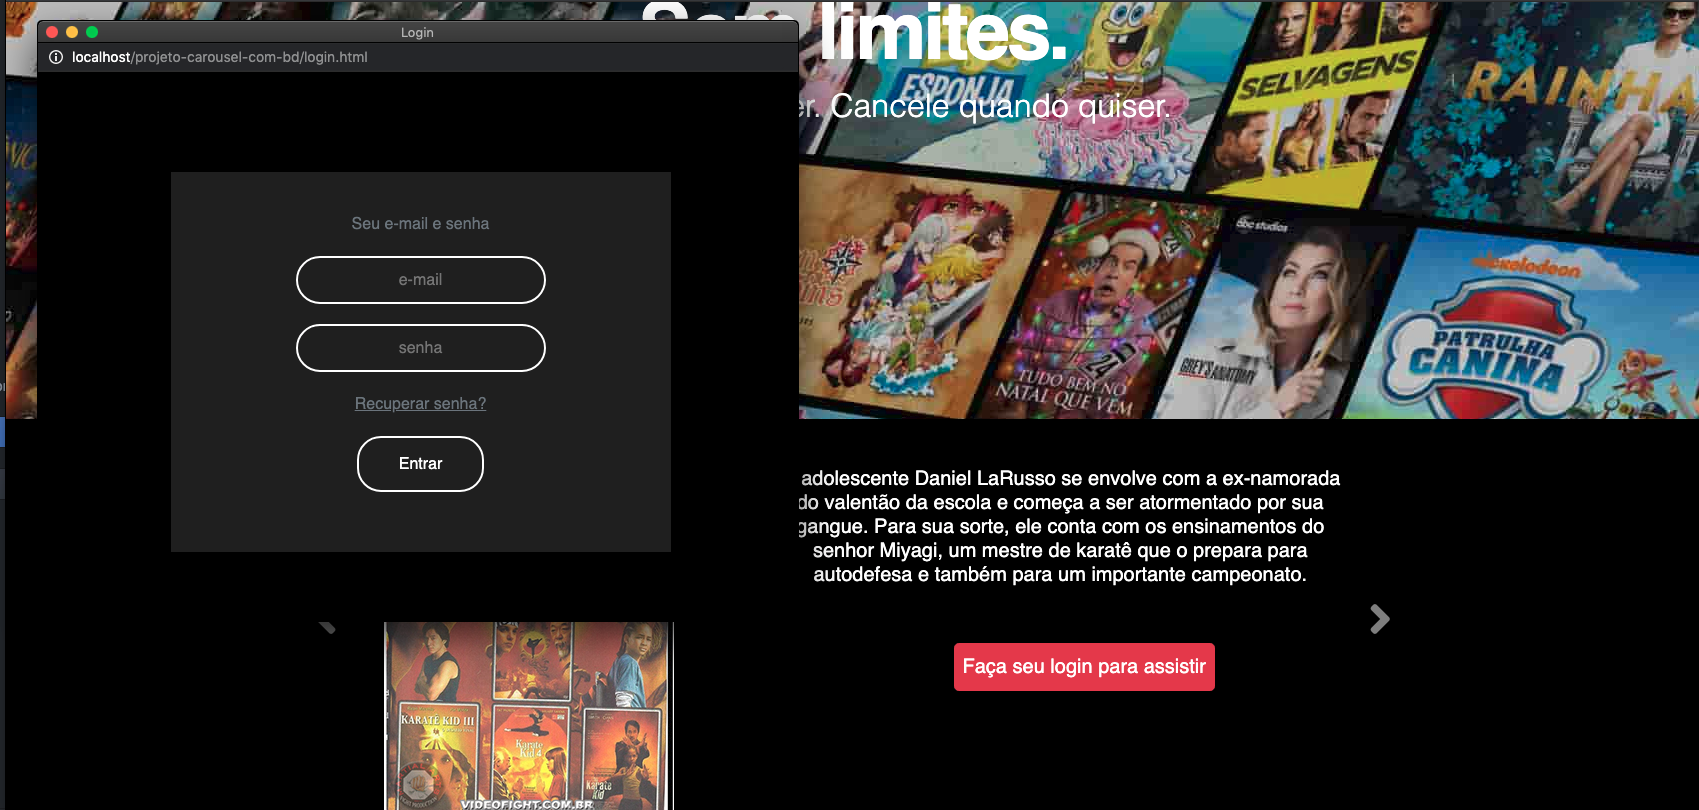 Login
localhost/projeto-carousel-com-bd/login.html
limites.
er. Cancele quando quiser.
Seu e-mail e senha
e-mail
senha
Recuperar senha?
Entrar
ESPONJA
SELVAGENS
RAINHA
abc studios
GREY'S ANATOMY
TUDO BEM NO
NATAL QUE VEM
nickelodeon
PATRULHA
CANINA
adolescente Daniel LaRusso se envolve com a ex-namorada
do valentão da escola e começa a ser atormentado por sua
gangue. Para sua sorte, ele conta com os ensinamentos do
senhor Miyagi, um mestre de karatê que o prepara para
autodefesa e também para um importante campeonato.
Faça seu login para assistir
KARATE KID III
Karate
Kid 4
Karate
Kid
VIDEOFIGHT.COM.BR